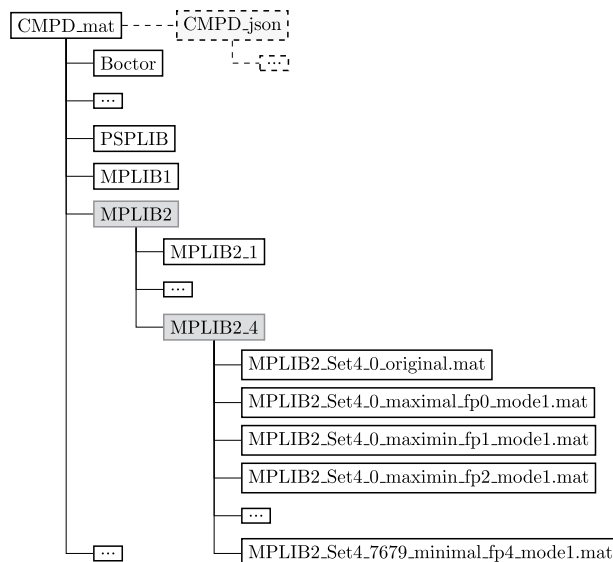 CMPD_mat CMPD_json
Boctor ...
...
PSPLIB
MPLIB1
MPLIB2
MPLIB2_1
...
MPLIB2_4
MPLIB2_Set4_0_original.mat
MPLIB2_Set4_0_maximal_fp0_mode1.mat
MPLIB2_Set4_0_maximin_fp1_mode1.mat
MPLIB2_Set4_0_maximin_fp2_mode1.mat
...
... MPLIB2_Set4_7679_minimal_fp4_mode1.mat